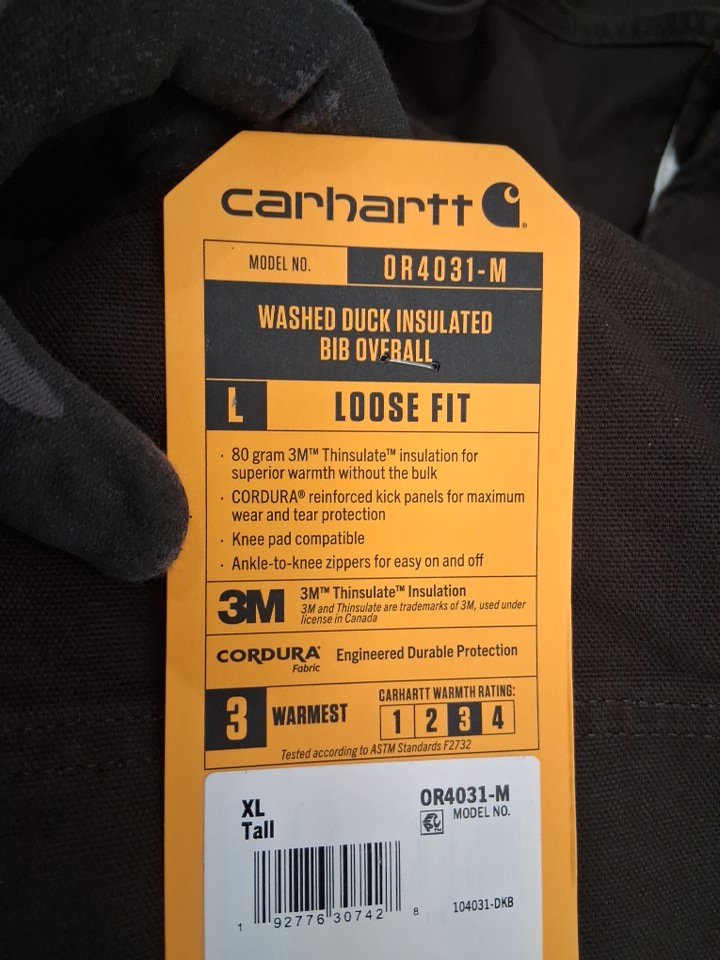 carhartt
MODEL NO. OR4031-M
WASHED DUCK INSULATED
BIB OVERALL
L LOOSE FIT
· 80 gram 3M™ Thinsulate™ insulation for
superior warmth without the bulk
· CORDURA® reinforced kick panels for maximum
wear and tear protection
· Knee pad compatible
· Ankle-to-knee zippers for easy on and off
3M 3M™ Thinsulate™ Insulation
3M and Thinsulate are trademarks of 3M, used under
license in Canada
CORDURA® Engineered Durable Protection
Fabric
CARHARTT WARMTH RATING:
3 WARMEST 1 2 3 4
Tested according to ASTM Standards F2732
XL OR4031-M
Tall MODEL NO.
1 92776 30742 8
104031-DKB